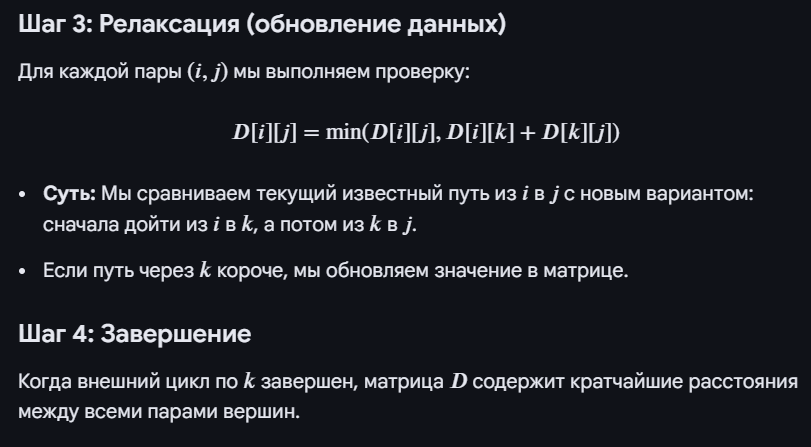 Шаг 3: Релаксация (обновление данных)
Для каждой пары (i, j) мы выполняем проверку:
D[i][j] = min(D[i][j], D[i][k] + D[k][j])
• Суть: Мы сравниваем текущий известный путь из i в j с новым вариантом:
сначала дойти из i в k, а потом из k в j.
• Если путь через k короче, мы обновляем значение в матрице.
Шаг 4: Завершение
Когда внешний цикл по k завершен, матрица D содержит кратчайшие расстояния
между всеми парами вершин.